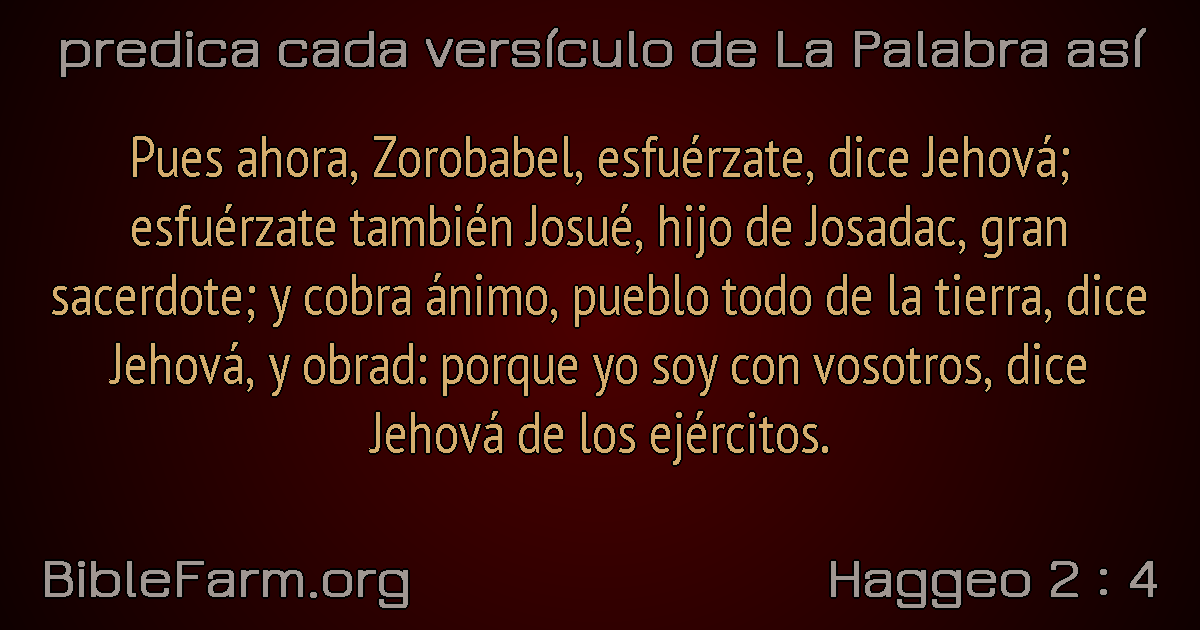 predica cada versículo de La Palabra así
Pues ahora, Zorobabel, esfuérzate, dice Jehová;
esfuérzate también Josué, hijo de Josadac, gran
sacerdote; y cobra ánimo, pueblo todo de la tierra, dice
Jehová, y obrad: porque yo soy con vosotros, dice
Jehová de los ejércitos.
BibleFarm.org
Haggeo 2 : 4